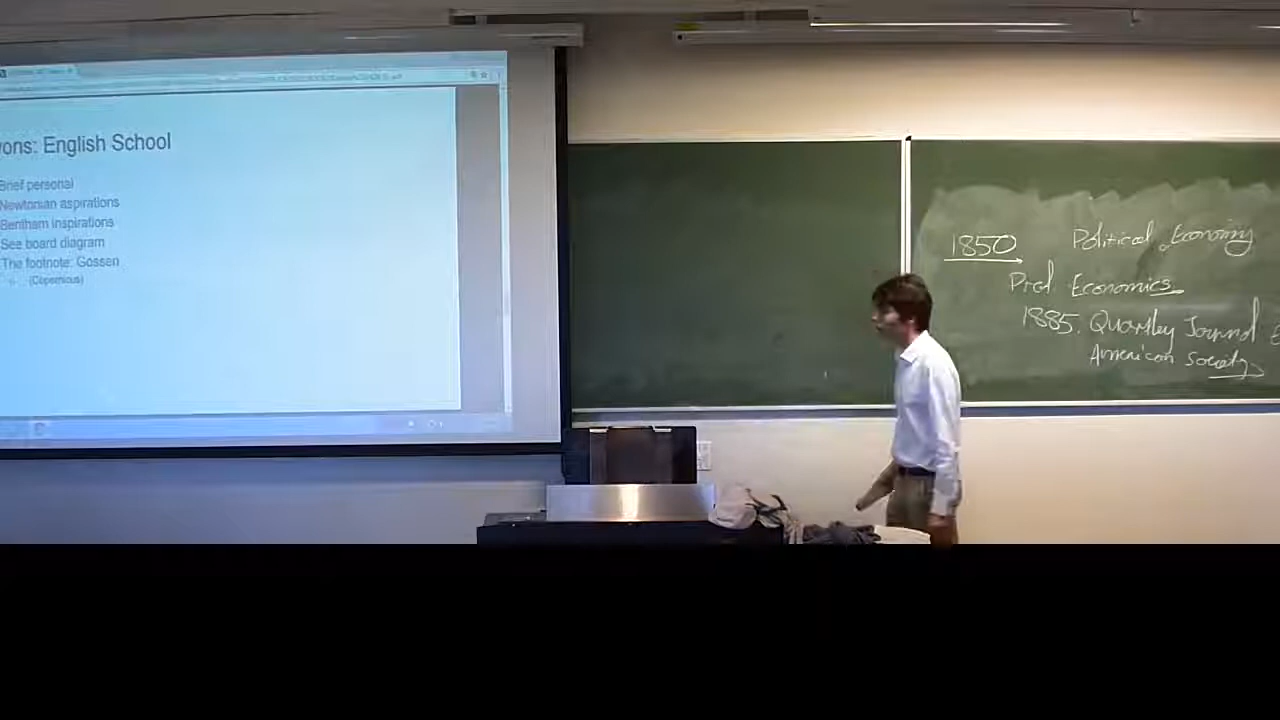 vons: English School
Brief personal
Newtonian aspirations
Bentham inspirations
See board diagram
The footnote: Gossen
(Copernicus)
1850 Political Economy
Prof. Economics
1885. Quartley Journal E
American Society